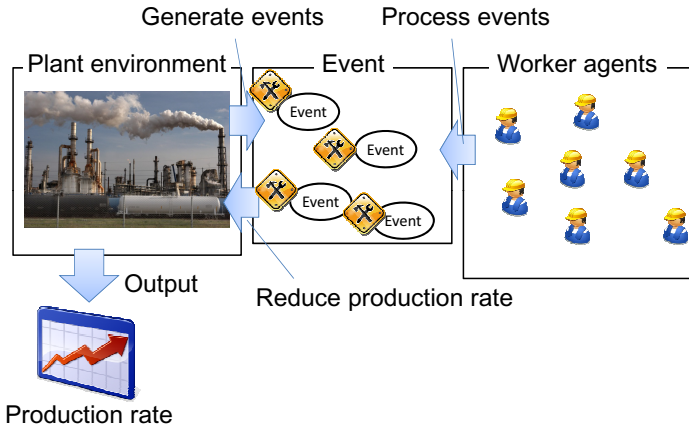 Generate events
Process events
Plant environment
Event
Worker agents
Event
Event
Event
Event
Output
Reduce production rate
Production rate